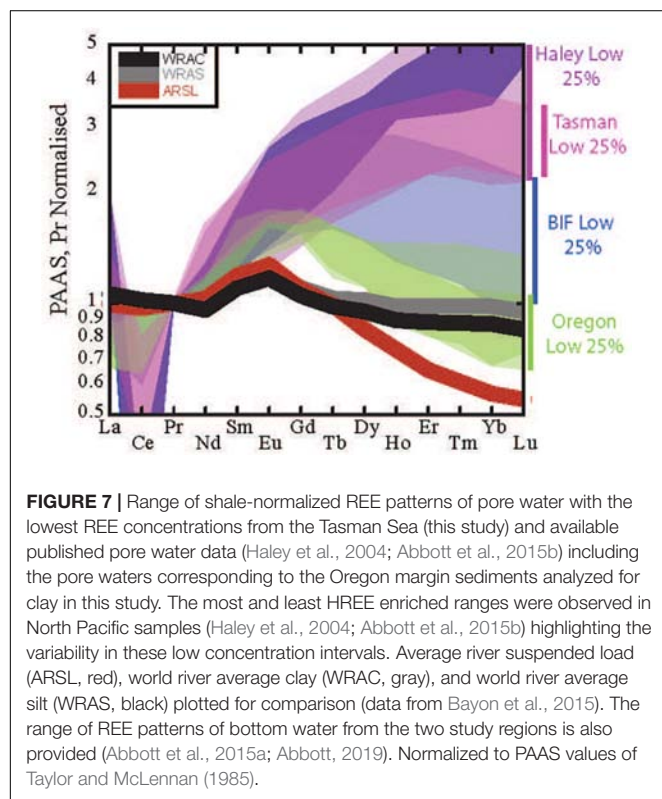 5
4
3
2
1
0.9
0.8
0.7
0.6
0.5
PAAS, Pr Normalised
WRAC
WRAS
ARSL
Haley Low
25%
Tasman
Low 25%
BIF Low
25%
Oregon
Low 25%
La Pr Sm Gd Dy Er Yb
Ce Nd Eu Tb Ho Tm Lu
FIGURE 7 | Range of shale-normalized REE patterns of pore water with the
lowest REE concentrations from the Tasman Sea (this study) and available
published pore water data (Haley et al., 2004; Abbott et al., 2015b) including
the pore waters corresponding to the Oregon margin sediments analyzed for
clay in this study. The most and least HREE enriched ranges were observed in
North Pacific samples (Haley et al., 2004; Abbott et al., 2015b) highlighting the
variability in these low concentration intervals. Average river suspended load
(ARSL, red), world river average clay (WRAC, gray), and world river average
silt (WRAS, black) plotted for comparison (data from Bayon et al., 2015). The
range of REE patterns of bottom water from the two study regions is also
provided (Abbott et al., 2015a; Abbott, 2019). Normalized to PAAS values of
Taylor and McLennan (1985).